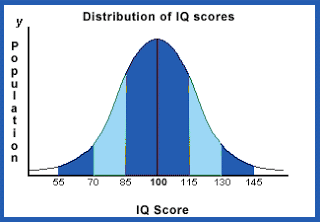 Distribution of IQ scores
y
Population
55 70 85 100 115 130 145
IQ Score